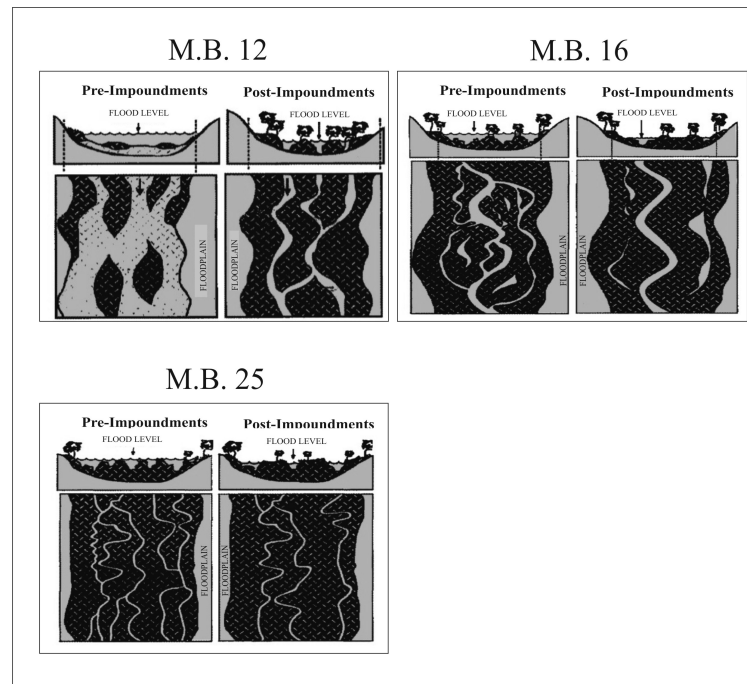 M.B. 12
Pre-Impoundments
Post-Impoundments
FLOOD LEVEL
FLOOD LEVEL
FLOODPLAIN
FLOODPLAIN
M.B. 16
Pre-Impoundments
Post-Impoundments
FLOOD LEVEL
FLOOD LEVEL
FLOODPLAIN
FLOODPLAIN
M.B. 25
Pre-Impoundments
Post-Impoundments
FLOOD LEVEL
FLOOD LEVEL
FLOODPLAIN
FLOODPLAIN